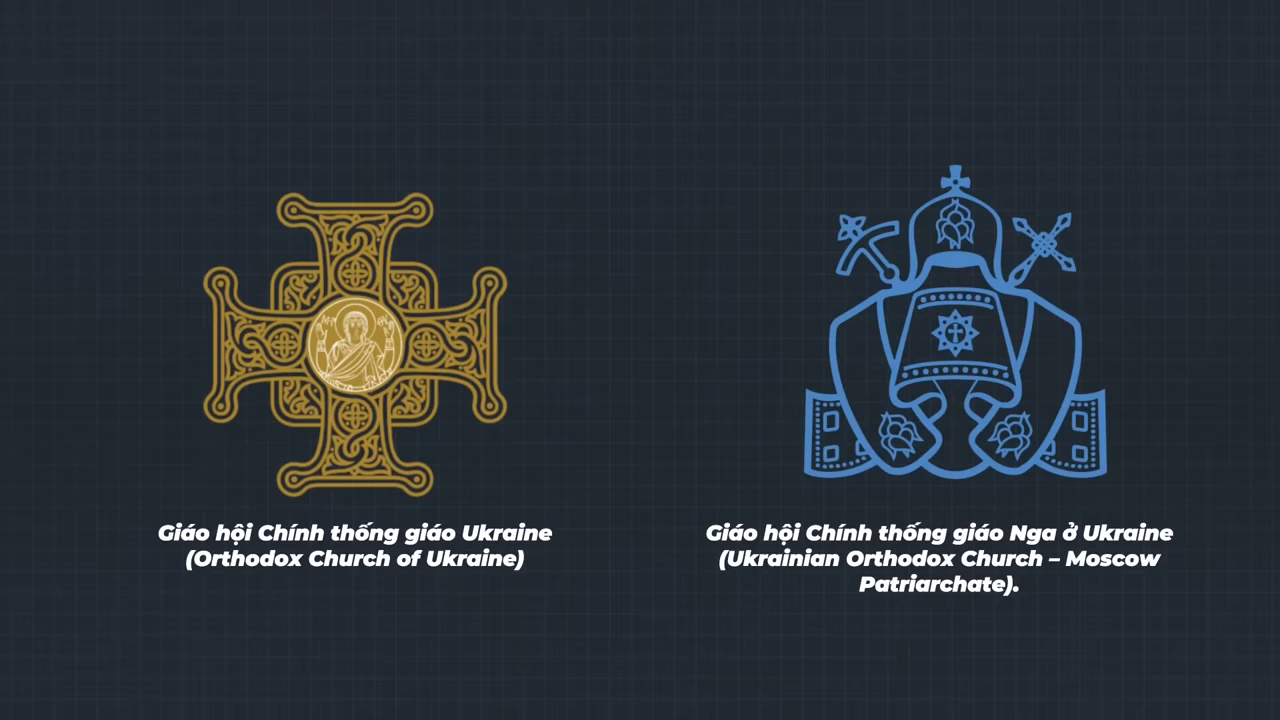 Giáo hội Chính thống giáo Ukraine
(Orthodox Church of Ukraine)
Giáo hội Chính thống giáo Nga ở Ukraine
(Ukrainian Orthodox Church – Moscow
Patriarchate).